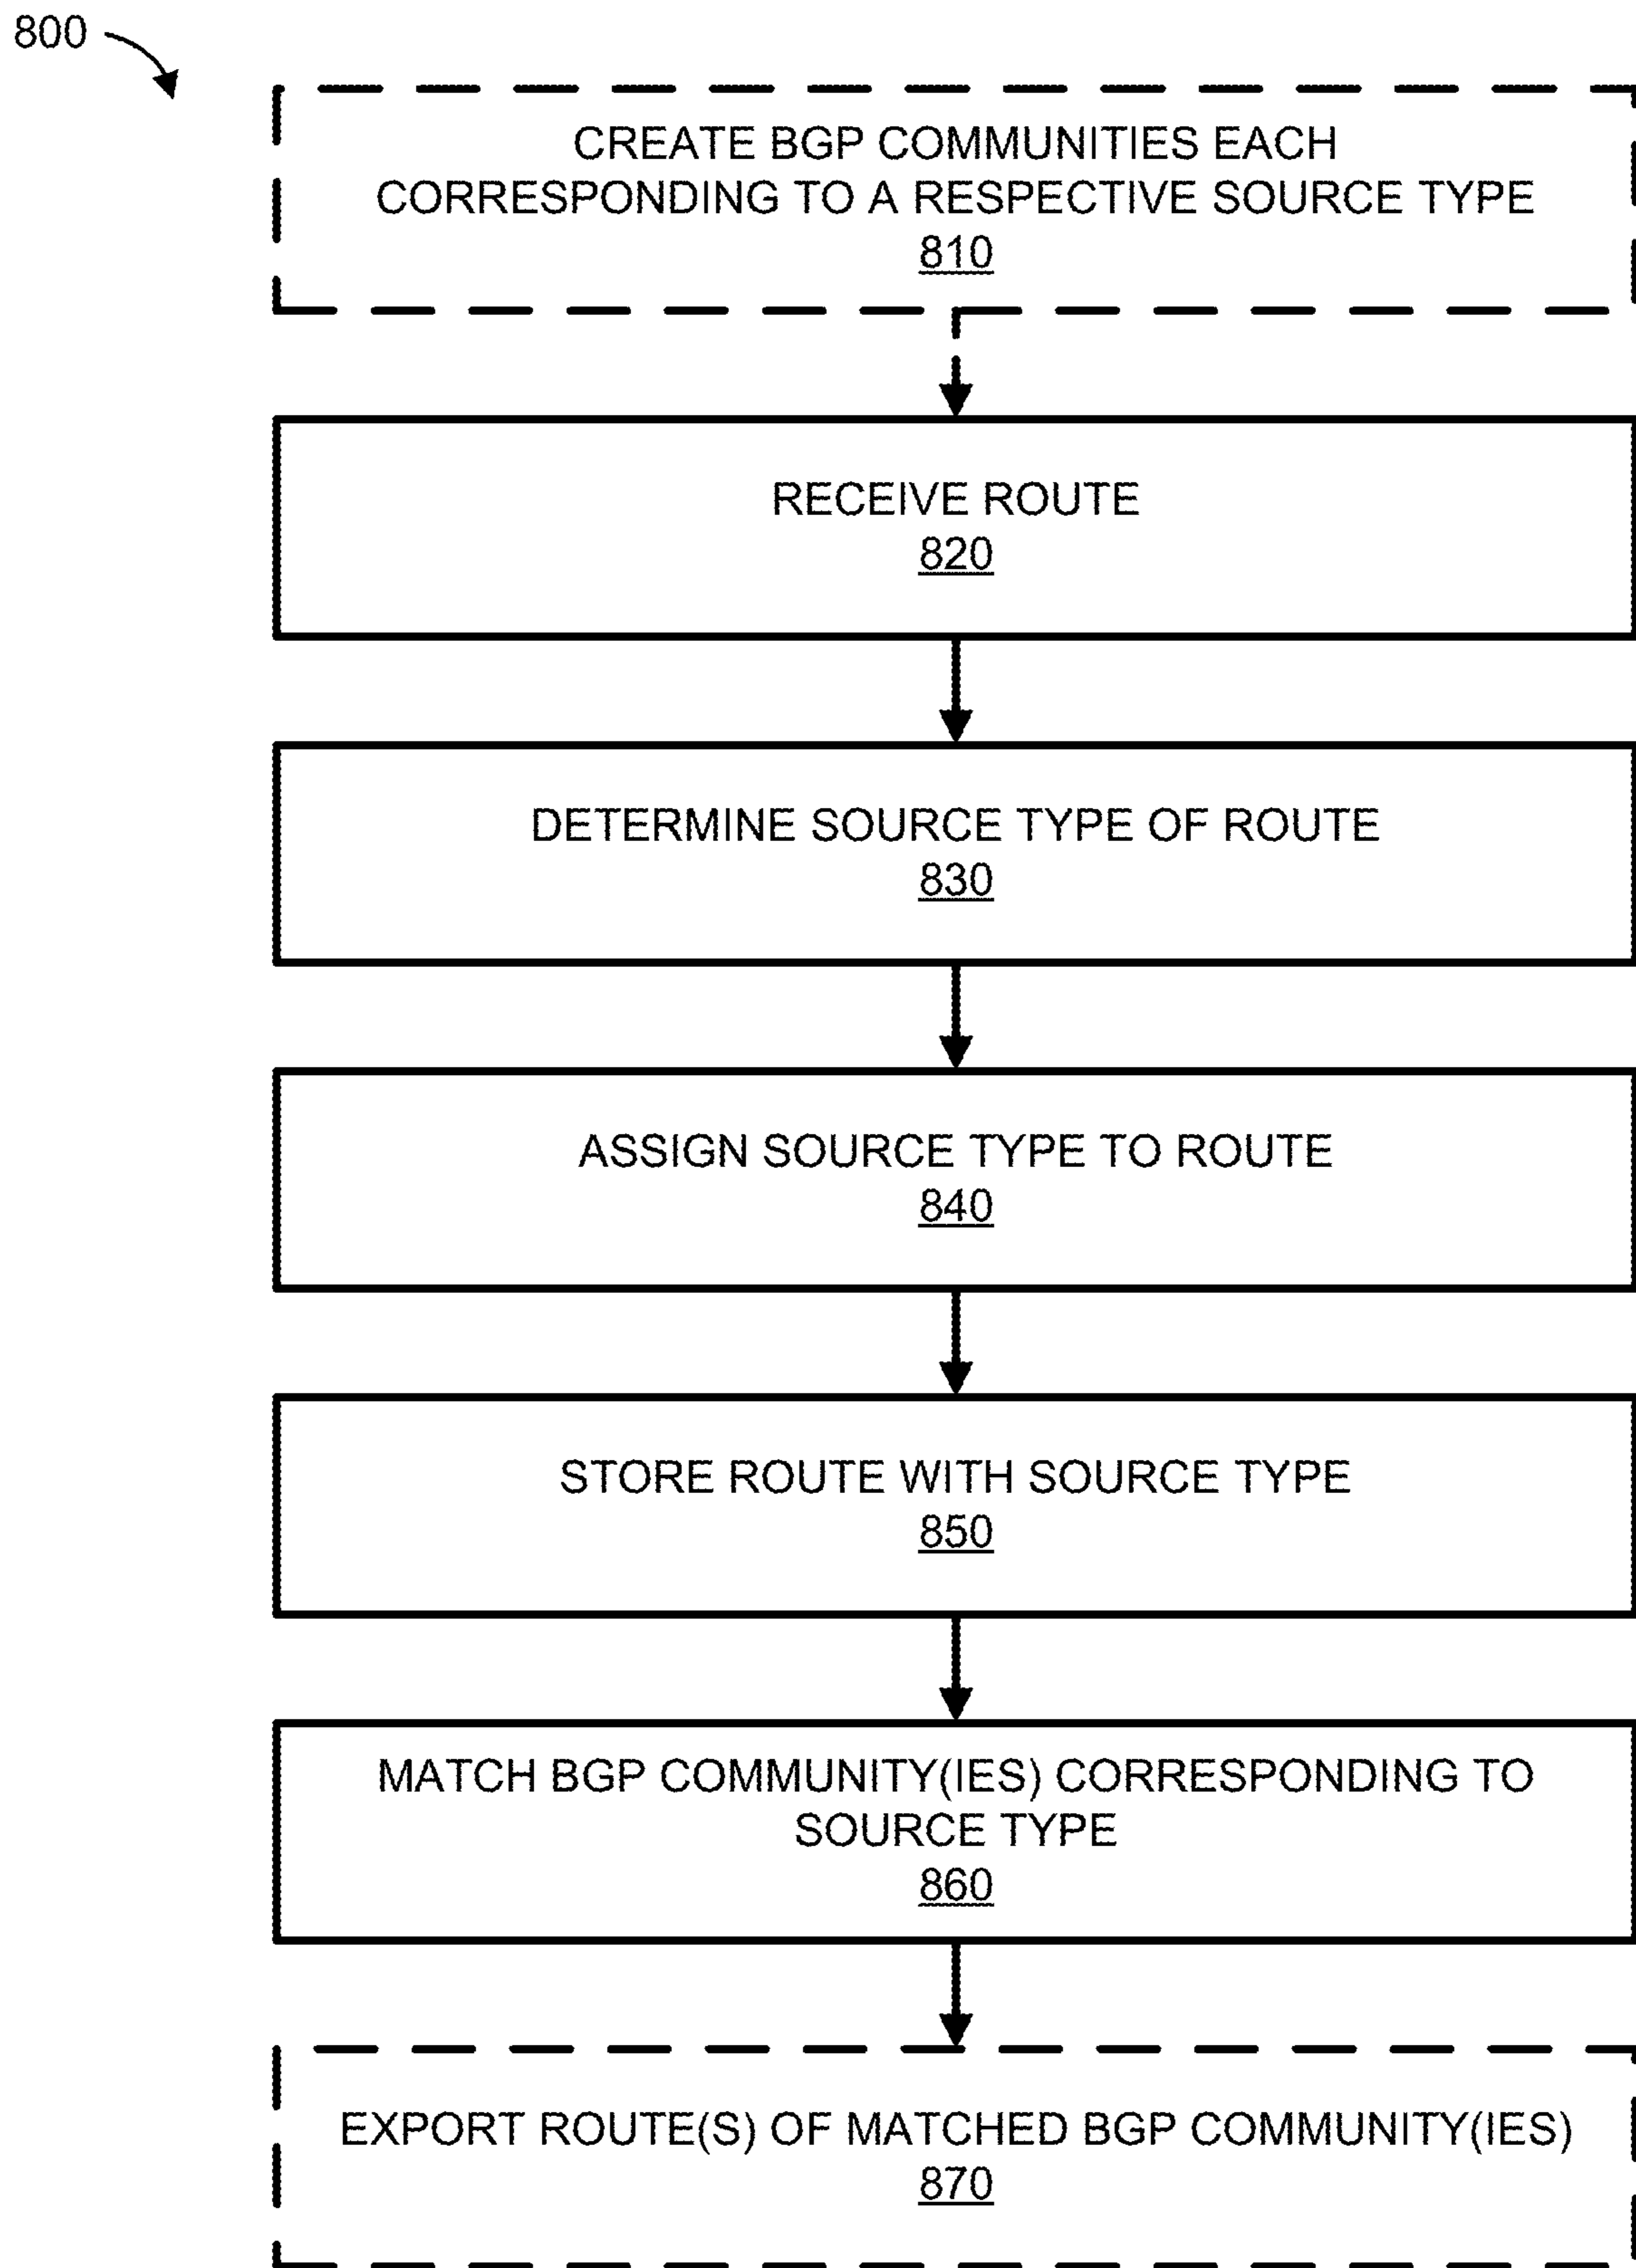 800
CREATE BGP COMMUNITIES EACH
CORRESPONDING TO A RESPECTIVE SOURCE TYPE
810
RECEIVE ROUTE
820
DETERMINE SOURCE TYPE OF ROUTE
830
ASSIGN SOURCE TYPE TO ROUTE
840
STORE ROUTE WITH SOURCE TYPE
850
MATCH BGP COMMUNITY(IES) CORRESPONDING TO
SOURCE TYPE
860
EXPORT ROUTE(S) OF MATCHED BGP COMMUNITY(IES)
870